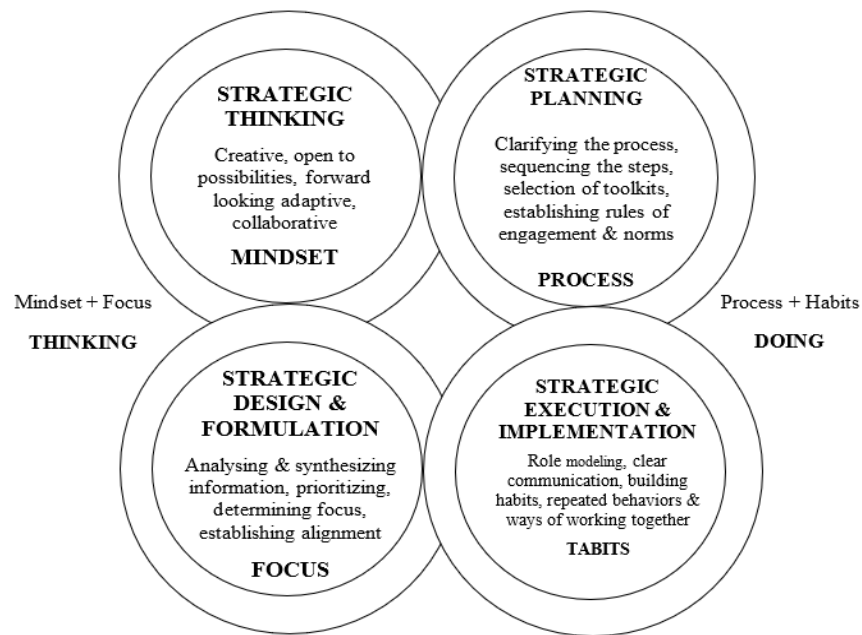 STRATEGIC
THINKING
Creative, open to
possibilities, forward
looking adaptive,
collaborative
MINDSET
STRATEGIC
PLANNING
Clarifying the process,
sequencing the steps,
selection of toolkits,
establishing rules of
engagement & norms
PROCESS
Mindset + Focus
THINKING
Process + Habits
DOING
STRATEGIC
DESIGN &
FORMULATION
Analysing & synthesizing
information, prioritizing,
determining focus,
establishing alignment
FOCUS
STRATEGIC
EXECUTION &
IMPLEMENTATION
Role modeling, clear
communication, building
habits, repeated behaviors &
ways of working together
TABITS